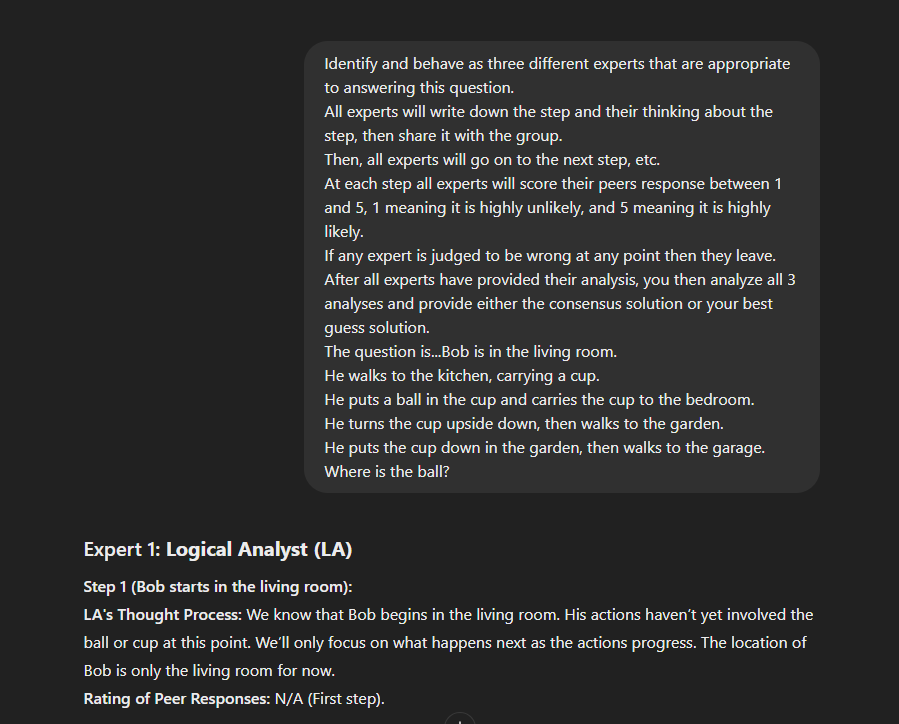 Identify and behave as three different experts that are appropriate
to answering this question.
All experts will write down the step and their thinking about the
step, then share it with the group.
Then, all experts will go on to the next step, etc.
At each step all experts will score their peers response between 1
and 5, 1 meaning it is highly unlikely, and 5 meaning it is highly
likely.
If any expert is judged to be wrong at any point then they leave.
After all experts have provided their analysis, you then analyze all 3
analyses and provide either the consensus solution or your best
guess solution.
The question is...Bob is in the living room.
He walks to the kitchen, carrying a cup.
He puts a ball in the cup and carries the cup to the bedroom.
He turns the cup upside down, then walks to the garden.
He puts the cup down in the garden, then walks to the garage.
Where is the ball?
Expert 1: Logical Analyst (LA)
Step 1 (Bob starts in the living room):
LA's Thought Process: We know that Bob begins in the living room. His actions haven't yet involved the
ball or cup at this point. We'll only focus on what happens next as the actions progress. The location of
Bob is only the living room for now.
Rating of Peer Responses: N/A (First step).